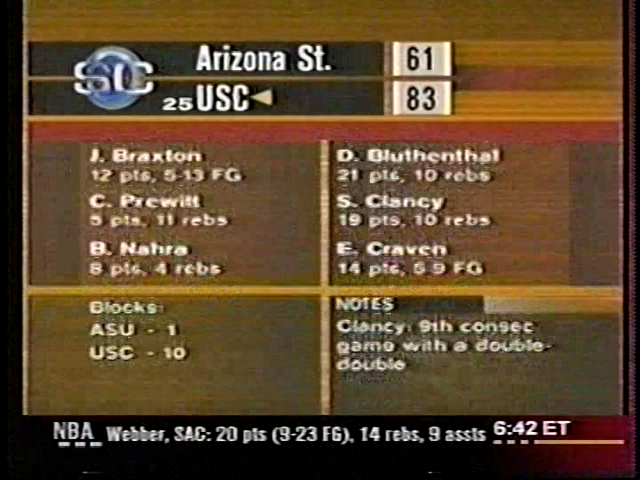 SC
Arizona St. 61
25 USC 83
J. Braxton
12 pts, 5-13 FG
C. Prewitt
5 pts, 11 rebs
B. Nahra
8 pts, 4 rebs
D. Bluthenthal
21 pts, 10 rebs
S. Clancy
19 pts, 10 rebs
E. Craven
14 pts, 6-9 FG
Blocks:
ASU - 1
USC - 10
NOTES
Clancy: 9th consec
game with a double-
double
NBA Webber, SAC: 20 pts (9-23 FG), 14 rebs, 9 assts 6:42 ET